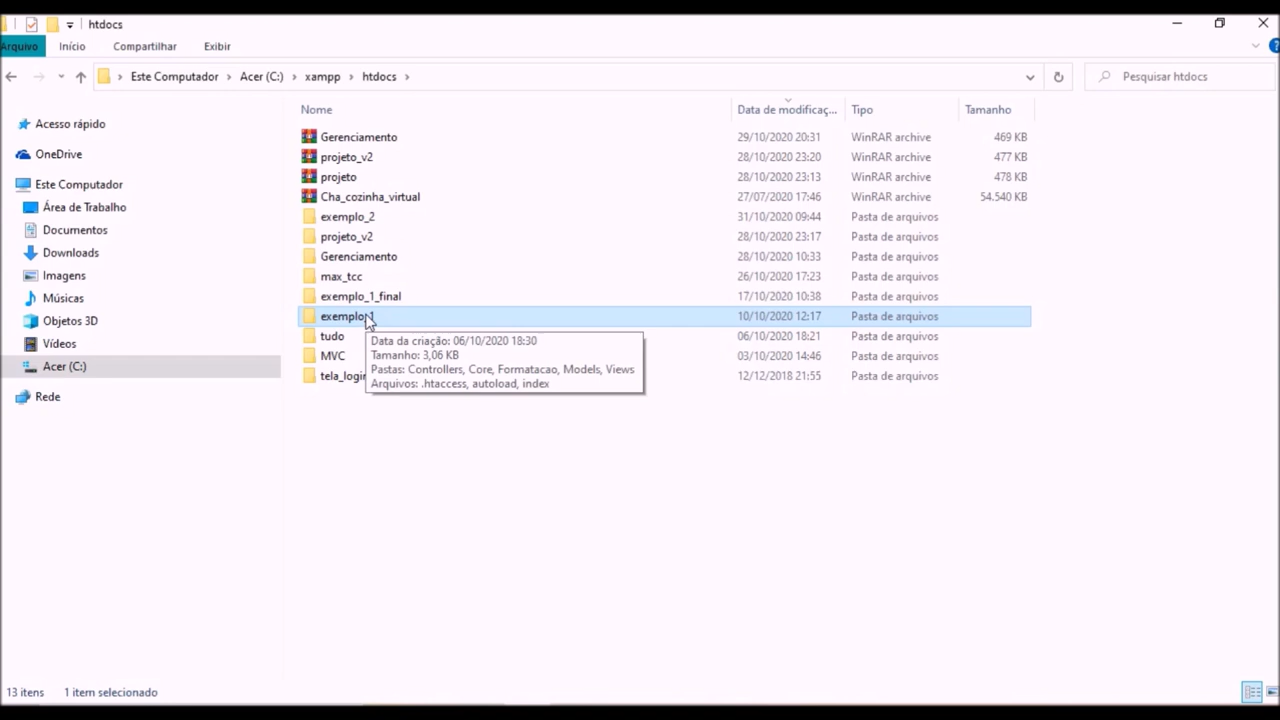 htdocs
Arquivo Início Compartilhar Exibir
Este Computador Acer (C:) xampp htdocs Pesquisar htdocs
Nome Data de modificaç... Tipo Tamanho
Acesso rápido
OneDrive
Este Computador
Área de Trabalho
Documentos
Downloads
Imagens
Músicas
Objetos 3D
Vídeos
Acer (C:)
Rede
Gerenciamento 29/10/2020 20:31 WinRAR archive 469 KB
projeto_v2 28/10/2020 23:20 WinRAR archive 477 KB
projeto 28/10/2020 23:13 WinRAR archive 478 KB
Cha_cozinha_virtual 27/07/2020 17:46 WinRAR archive 54.540 KB
exemplo_2 31/10/2020 09:44 Pasta de arquivos
projeto_v2 28/10/2020 23:17 Pasta de arquivos
Gerenciamento 28/10/2020 10:33 Pasta de arquivos
max_tcc 26/10/2020 17:23 Pasta de arquivos
exemplo_1_final 17/10/2020 10:38 Pasta de arquivos
exemplo_1 10/10/2020 12:17 Pasta de arquivos
tudo 06/10/2020 18:21 Pasta de arquivos
MVC 03/10/2020 14:46 Pasta de arquivos
tela_login 12/12/2018 21:55 Pasta de arquivos
Data da criação: 06/10/2020 18:30
Tamanho: 3,06 KB
Pastas: Controllers, Core, Formatacao, Models, Views
Arquivos: .htaccess, autoload, index
13 itens 1 item selecionado